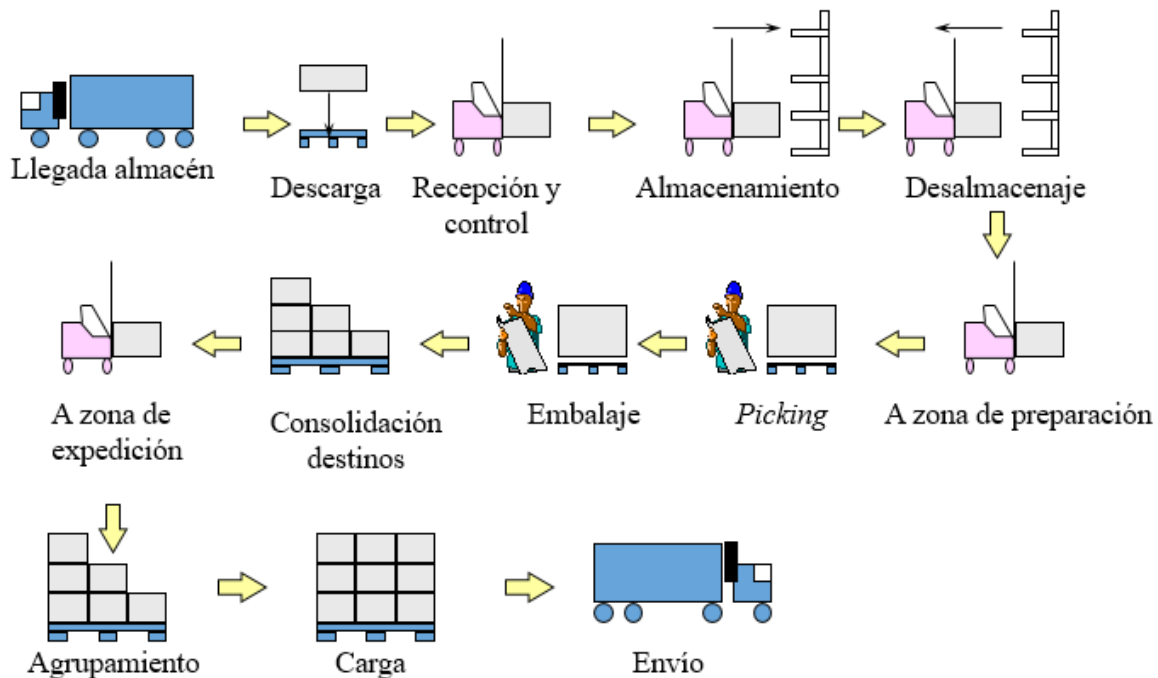 Llegada almacén
Descarga
Recepción y
control
Almacenamiento
Desalmacenaje
A zona de preparación
Picking
Embalaje
Consolidación
destinos
A zona de
expedición
Agrupamiento
Carga
Envío